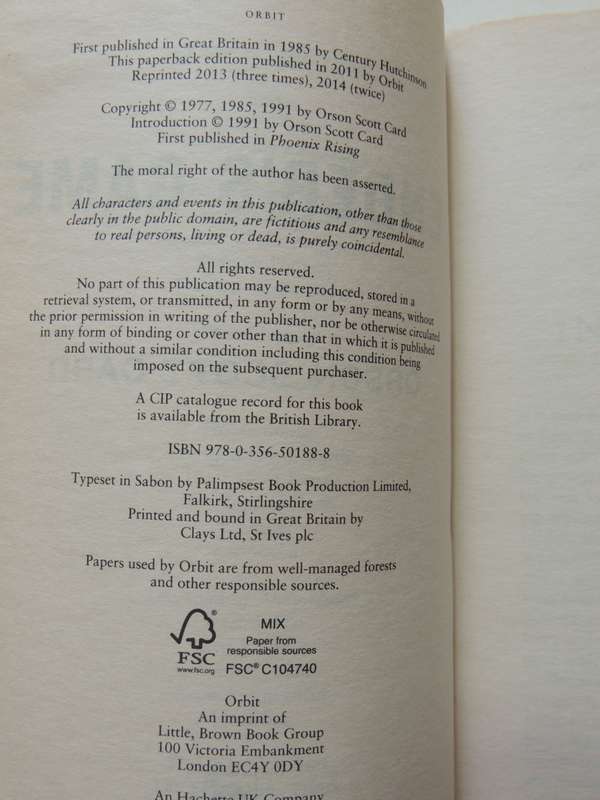 ORBIT
First published in Great Britain in 1985 by Century Hutchinson
This paperback edition published in 2011 by Orbit
Reprinted 2013 (three times), 2014 (twice)
Copyright © 1977, 1985, 1991 by Orson Scott Card
Introduction © 1991 by Orson Scott Card
First published in Phoenix Rising
The moral right of the author has been asserted.
All characters and events in this publication, other than those
clearly in the public domain, are fictitious and any resemblance
to real persons, living or dead, is purely coincidental.
All rights reserved.
No part of this publication may be reproduced, stored in a
retrieval system, or transmitted, in any form or by any means, without
the prior permission in writing of the publisher, nor be otherwise circulated
in any form of binding or cover other than that in which it is published
and without a similar condition including this condition being
imposed on the subsequent purchaser.
A CIP catalogue record for this book
is available from the British Library.
ISBN 978-0-356-50188-8
Typeset in Sabon by Palimpsest Book Production Limited,
Falkirk, Stirlingshire
Printed and bound in Great Britain by
Clays Ltd, St Ives plc
Papers used by Orbit are from well-managed forests
and other responsible sources.
®
FSC
www.fsc.org
MIX
Paper from
responsible sources
FSC® C104740
Orbit
An imprint of
Little, Brown Book Group
100 Victoria Embankment
London EC4Y 0DY
An Hachette UK Company